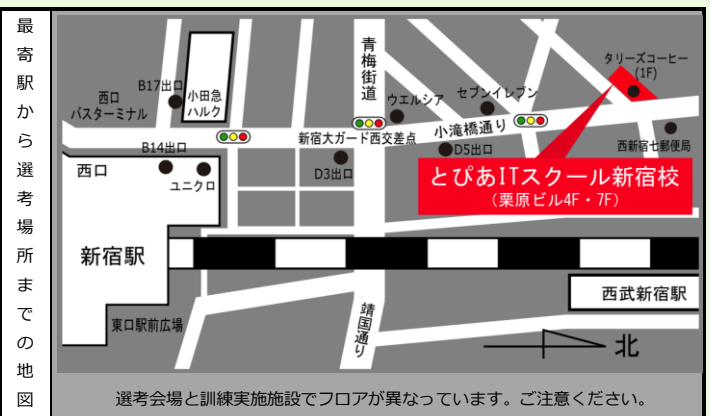 最寄駅から選考場所までの地図
青梅街道
タリーズコーヒー
(1F)
B17出口
小田急
ハルク
西口
バスターミナル
ウエルシア
セブンイレブン
新宿大ガード西交差点
小滝橋通り
B14出口
D5出口
西新宿七郵便局
西口
ユニクロ
D3出口
とぴあITスクール新宿校
(栗原ビル4F・7F)
新宿駅
西武新宿駅
東口駅前広場
靖国通り
北
選考会場と訓練実施施設でフロアが異なっています。ご注意ください。